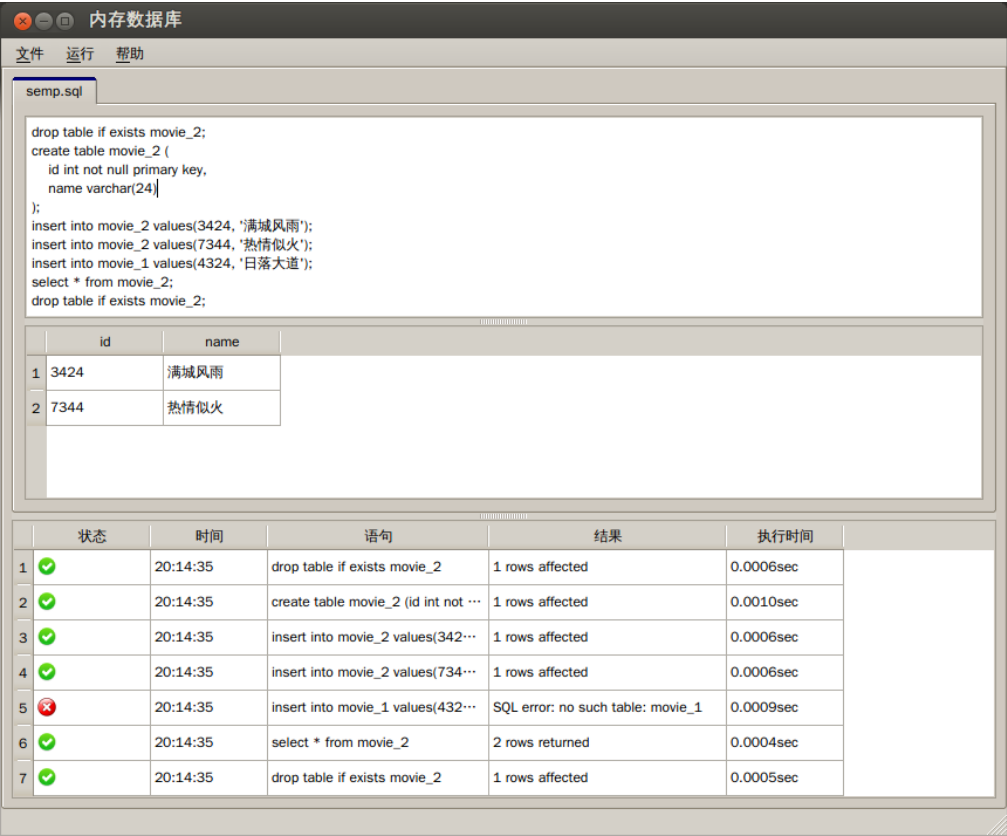 内存数据库
文件 运行 帮助
semp.sql
drop table if exists movie_2;
create table movie_2 (
id int not null primary key,
name varchar(24)
);
insert into movie_2 values(3424, '满城风雨');
insert into movie_2 values(7344, '热情似火');
insert into movie_1 values(4324, '日落大道');
select * from movie_2;
drop table if exists movie_2;
id name
1 3424 满城风雨
2 7344 热情似火
状态 时间 语句 结果 执行时间
1 20:14:35 drop table if exists movie_2 1 rows affected 0.0006sec
2 20:14:35 create table movie_2 (id int not ⋯ 1 rows affected 0.0010sec
3 20:14:35 insert into movie_2 values(342⋯ 1 rows affected 0.0006sec
4 20:14:35 insert into movie_2 values(734⋯ 1 rows affected 0.0006sec
5 20:14:35 insert into movie_1 values(432⋯ SQL error: no such table: movie_1 0.0009sec
6 20:14:35 select * from movie_2 2 rows returned 0.0004sec
7 20:14:35 drop table if exists movie_2 1 rows affected 0.0005sec